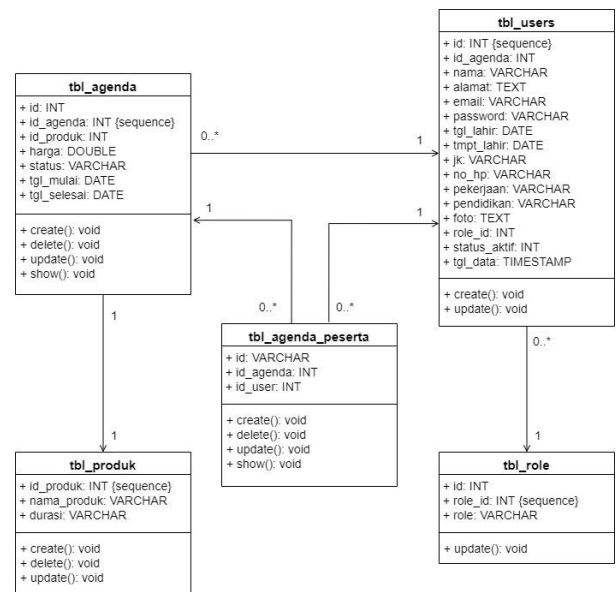 tbl_users
+ id: INT {sequence}
+ id_agenda: INT
+ nama: VARCHAR
+ alamat: TEXT
+ email: VARCHAR
+ password: VARCHAR
+ tgl_lahir: DATE
+ tmpt_lahir: DATE
+ jk: VARCHAR
+ no_hp: VARCHAR
+ pekerjaan: VARCHAR
+ pendidikan: VARCHAR
+ foto: TEXT
+ role_id: INT
+ status_aktif: INT
+ tgl_data: TIMESTAMP
+ create(): void
+ update(): void
tbl_agenda
+ id: INT
+ id_agenda: INT {sequence}
+ id_produk: INT
+ harga: DOUBLE
+ status: VARCHAR
+ tgl_mulai: DATE
+ tgl_selesai: DATE
+ create(): void
+ delete(): void
+ update(): void
+ show(): void
0..*
1
1
1
0..*
0..*
tbl_agenda_peserta
+ id: VARCHAR
+ id_agenda: INT
+ id_user: INT
+ create(): void
+ delete(): void
+ update(): void
+ show(): void
1
1
0..*
1
tbl_produk
+ id_produk: INT {sequence}
+ nama_produk: VARCHAR
+ durasi: VARCHAR
+ create(): void
+ delete(): void
+ update(): void
tbl_role
+ id: INT
+ role_id: INT {sequence}
+ role: VARCHAR
+ update(): void